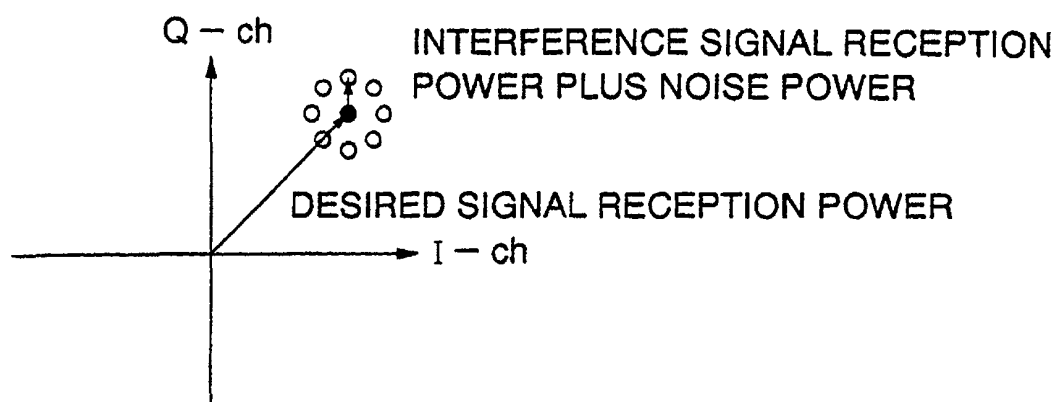 Q – ch
INTERFERENCE SIGNAL RECEPTION
POWER PLUS NOISE POWER
DESIRED SIGNAL RECEPTION POWER
I – ch